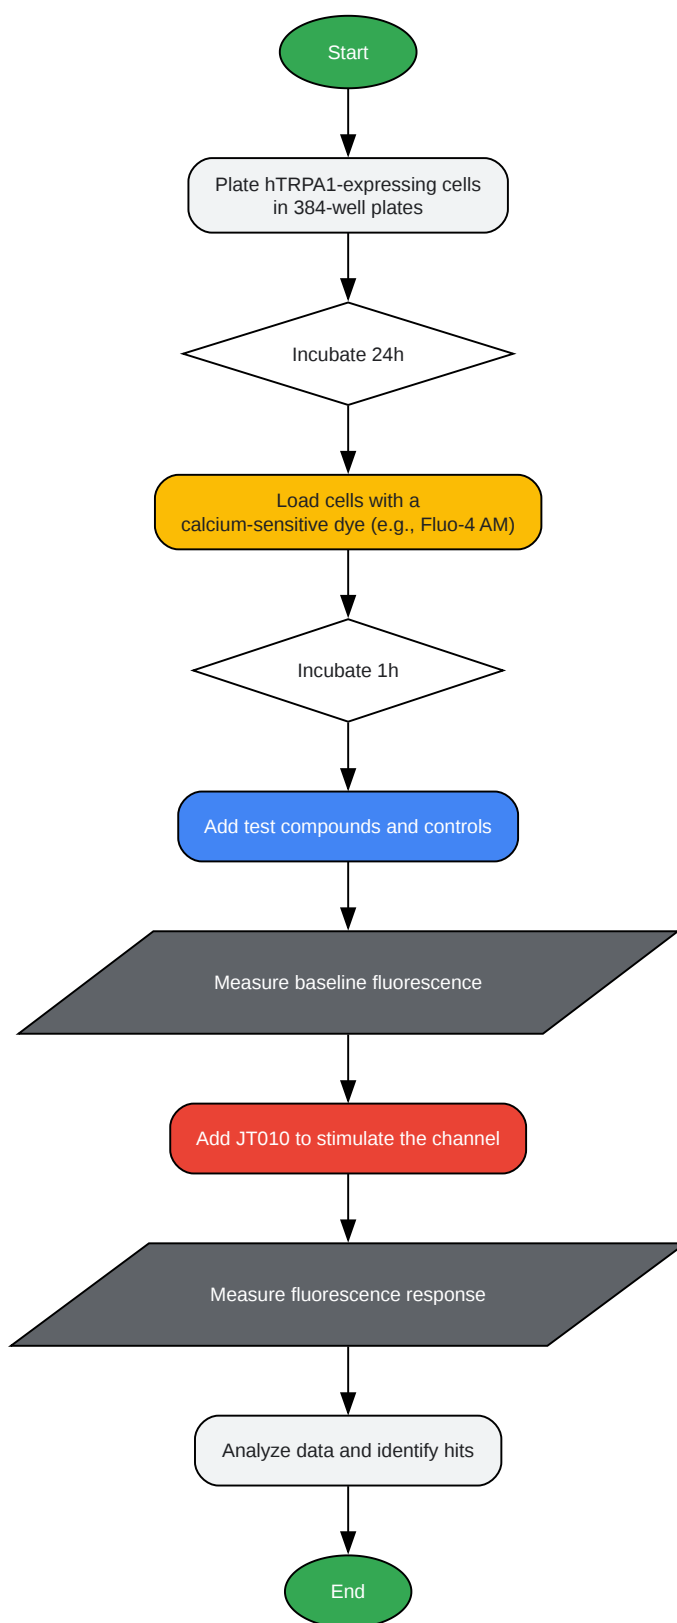 Start
Plate hTRPA1-expressing cells
in 384-well plates
Incubate 24h
Load cells with a
calcium-sensitive dye (e.g., Fluo-4 AM)
Incubate 1h
Add test compounds and controls
Measure baseline fluorescence
Add JT010 to stimulate the channel
Measure fluorescence response
Analyze data and identify hits
End